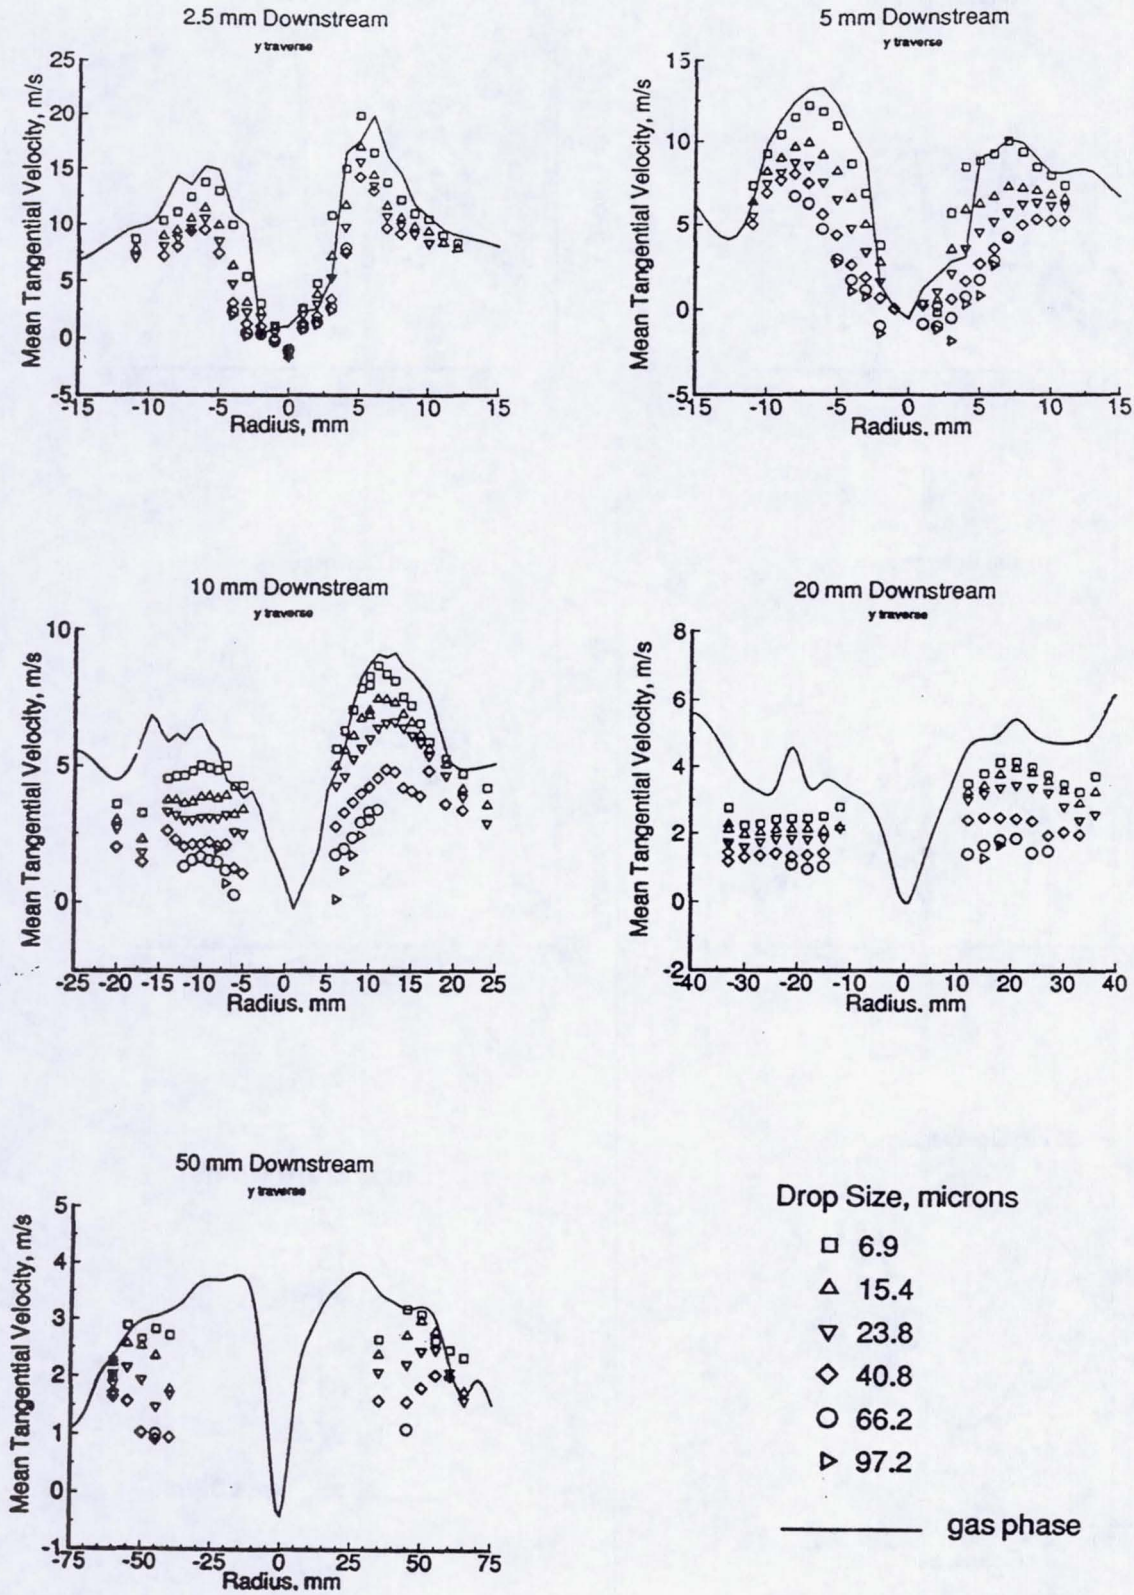 2.5 mm Downstream
y traverse
25
20
15
10
5
0
-5
-15 -10 -5 0 5 10 15
Mean Tangential Velocity, m/s
Radius, mm
5 mm Downstream
y traverse
15
10
5
0
-5
-15 -10 -5 0 5 10 15
Mean Tangential Velocity, m/s
Radius, mm
10 mm Downstream
y traverse
10
5
0
-25 -20 -15 -10 -5 0 5 10 15 20 25
Mean Tangential Velocity, m/s
Radius, mm
20 mm Downstream
y traverse
8
6
4
2
0
-2
-40 -30 -20 -10 0 10 20 30 40
Mean Tangential Velocity, m/s
Radius, mm
50 mm Downstream
y traverse
5
4
3
2
1
0
-1
-75 -50 -25 0 25 50 75
Mean Tangential Velocity, m/s
Radius, mm
Drop Size, microns
6.9
15.4
23.8
40.8
66.2
97.2
gas phase